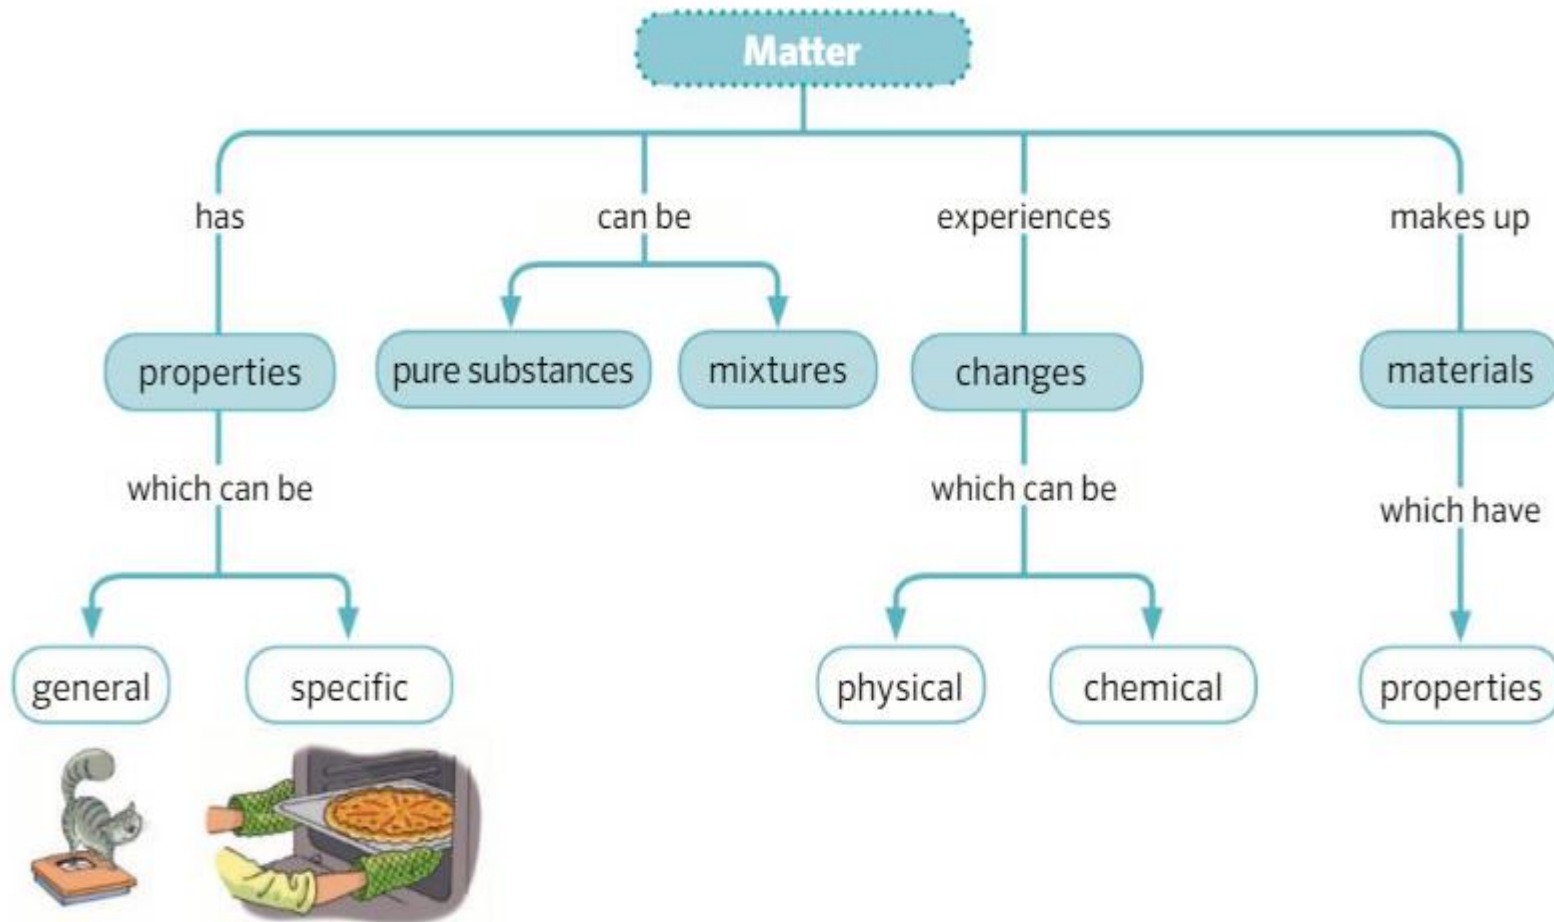 Matter
has
can be
experiences
makes up
properties
pure substances
mixtures
changes
materials
which can be
which can be
which have
general
specific
physical
chemical
properties